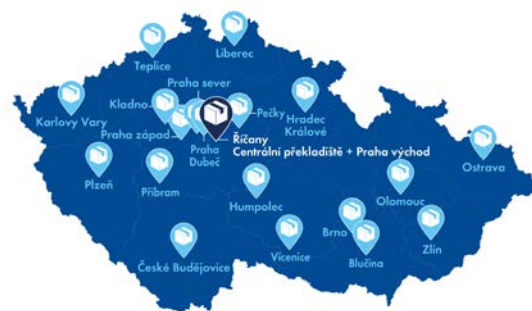 Liberec
Teplice
Praha sever
Kladno
Pečky
Karlovy Vary
Hradec
Králové
Praha západ
Praha
Dubeč
Říčany
Centrální překladiště + Praha východ
Ostrava
Plzeň
Příbram
Humpolec
Olomouc
Brno
Zlín
České Budějovice
Vícenice
Blučina